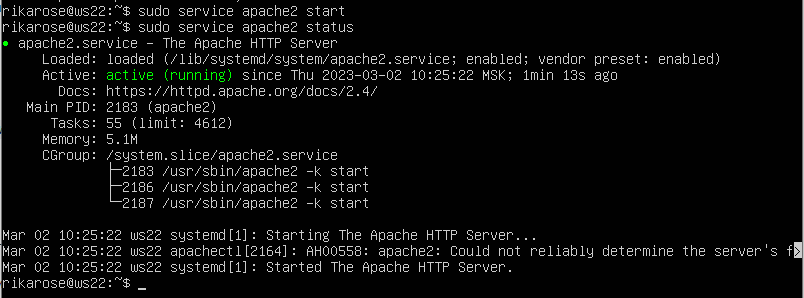 rikarose@ws22:~$ sudo service apache2 start
rikarose@ws22:~$ sudo service apache2 status
● apache2.service – The Apache HTTP Server
     Loaded: loaded (/lib/systemd/system/apache2.service; enabled; vendor preset: enabled)
     Active: active (running) since Thu 2023-03-02 10:25:22 MSK; 1min 13s ago
       Docs: https://httpd.apache.org/docs/2.4/
   Main PID: 2183 (apache2)
      Tasks: 55 (limit: 4612)
     Memory: 5.1M
     CGroup: /system.slice/apache2.service
             ├─2183 /usr/sbin/apache2 -k start
             ├─2186 /usr/sbin/apache2 -k start
             └─2187 /usr/sbin/apache2 -k start
Mar 02 10:25:22 ws22 systemd[1]: Starting The Apache HTTP Server...
Mar 02 10:25:22 ws22 apachectl[2164]: AH00558: apache2: Could not reliably determine the server's f>
Mar 02 10:25:22 ws22 systemd[1]: Started The Apache HTTP Server.
rikarose@ws22:~$ _